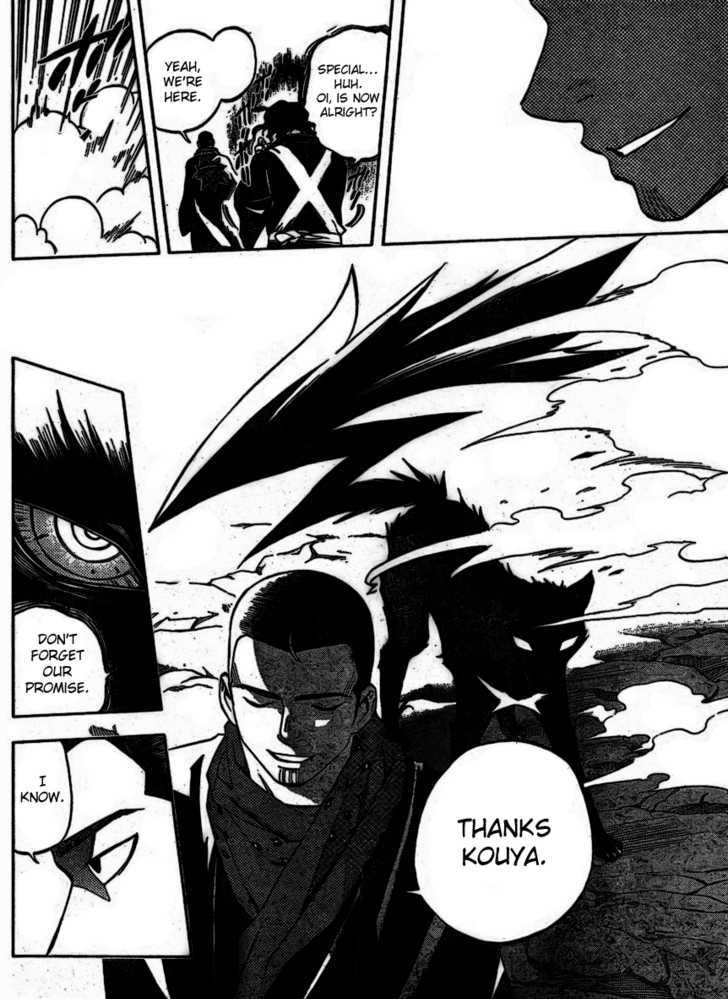 SPECIAL...
HUH.
OI, IS NOW
ALRIGHT?
YEAH,
WE'RE
HERE.
DON'T
FORGET
OUR
PROMISE.
I
KNOW.
THANKS
KOUYA.